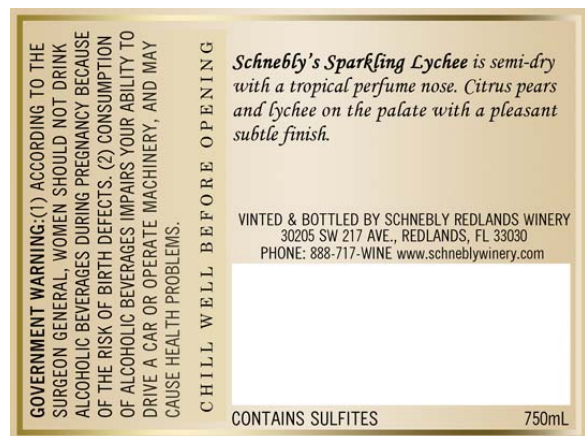 GOVERNMENT WARNING:(1) ACCORDING TO THE
SURGEON GENERAL, WOMEN SHOULD NOT DRINK
ALCOHOLIC BEVERAGES DURING PREGNANCY BECAUSE
OF THE RISK OF BIRTH DEFECTS. (2) CONSUMPTION
OF ALCOHOLIC BEVERAGES IMPAIRS YOUR ABILITY TO
DRIVE A CAR OR OPERATE MACHINERY, AND MAY
CAUSE HEALTH PROBLEMS.
CHILL WELL BEFORE OPENING
Schnebly's Sparkling Lychee is semi-dry
with a tropical perfume nose. Citrus pears
and lychee on the palate with a pleasant
subtle finish.
VINTED & BOTTLED BY SCHNEBLY REDLANDS WINERY
30205 SW 217 AVE., REDLANDS, FL 33030
PHONE: 888-717-WINE www.schneblywinery.com
CONTAINS SULFITES
750mL